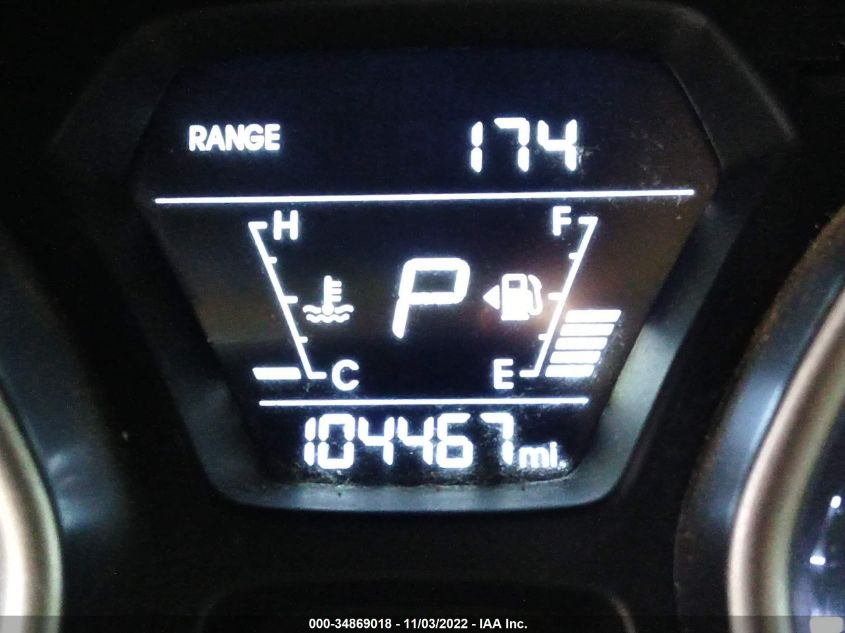 RANGE 174
H F
P
C E
104467 mi.
000-34869018 - 11/03/2022 - IAA Inc.